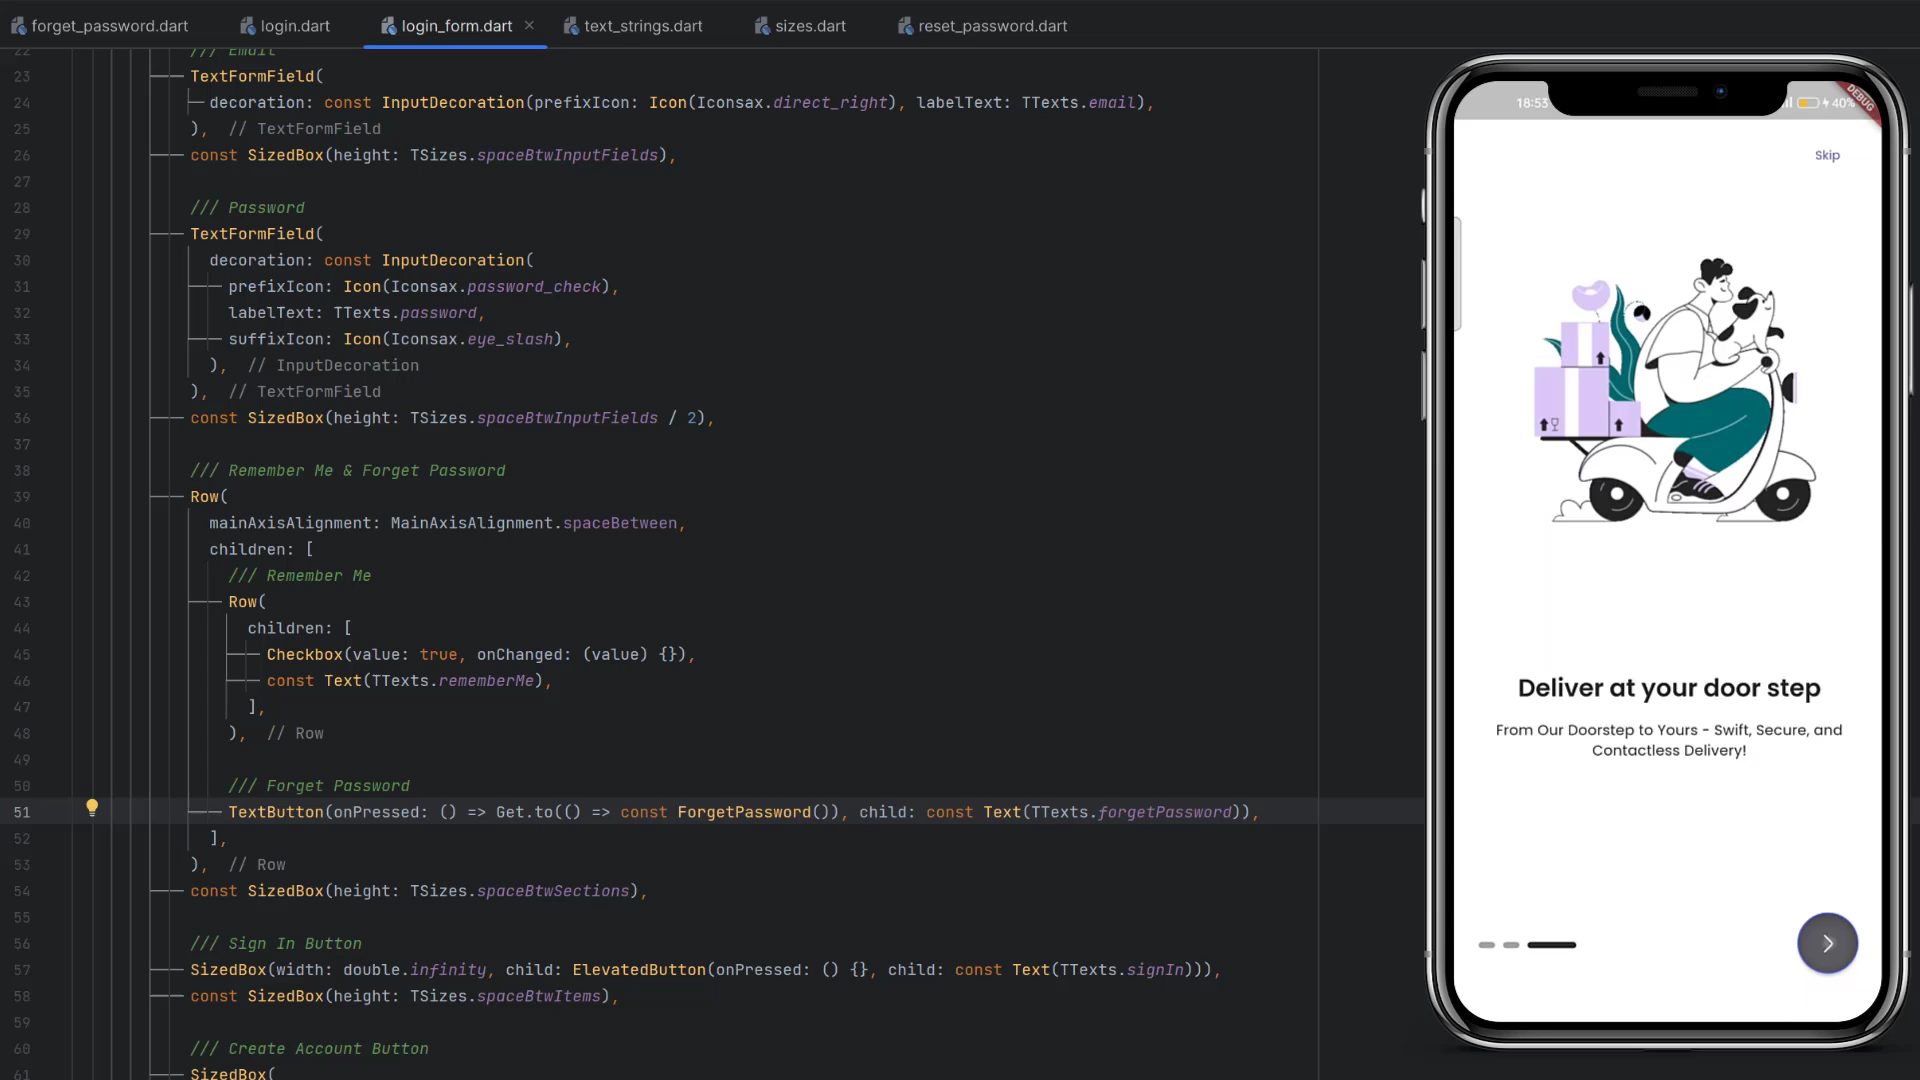 forget_password.dart login.dart login_form.dart text_strings.dart sizes.dart reset_password.dart
22 /// Email
23 TextFormField(
24 decoration: const InputDecoration(prefixIcon: Icon(Iconsax.direct_right), labelText: TTexts.email),
25 ), // TextFormField
26 const SizedBox(height: TSizes.spaceBtwInputFields),
27
28 /// Password
29 TextFormField(
30 decoration: const InputDecoration(
31 prefixIcon: Icon(Iconsax.password_check),
32 labelText: TTexts.password,
33 suffixIcon: Icon(Iconsax.eye_slash),
34 ), // InputDecoration
35 ), // TextFormField
36 const SizedBox(height: TSizes.spaceBtwInputFields / 2),
37
38 /// Remember Me & Forget Password
39 Row(
40 mainAxisAlignment: MainAxisAlignment.spaceBetween,
41 children: [
42 /// Remember Me
43 Row(
44 children: [
45 Checkbox(value: true, onChanged: (value) {}),
46 const Text(TTexts.rememberMe),
47 ],
48 ), // Row
49
50 /// Forget Password
51 TextButton(onPressed: () => Get.to(() => const ForgetPassword()), child: const Text(TTexts.forgetPassword)),
52 ],
53 ), // Row
54 const SizedBox(height: TSizes.spaceBtwSections),
55
56 /// Sign In Button
57 SizedBox(width: double.infinity, child: ElevatedButton(onPressed: () {}, child: const Text(TTexts.signIn))),
58 const SizedBox(height: TSizes.spaceBtwItems),
59
60 /// Create Account Button
61 SizedBox(
18:53 40%
DEBUG
Skip
Deliver at your door step
From Our Doorstep to Yours - Swift, Secure, and
Contactless Delivery!